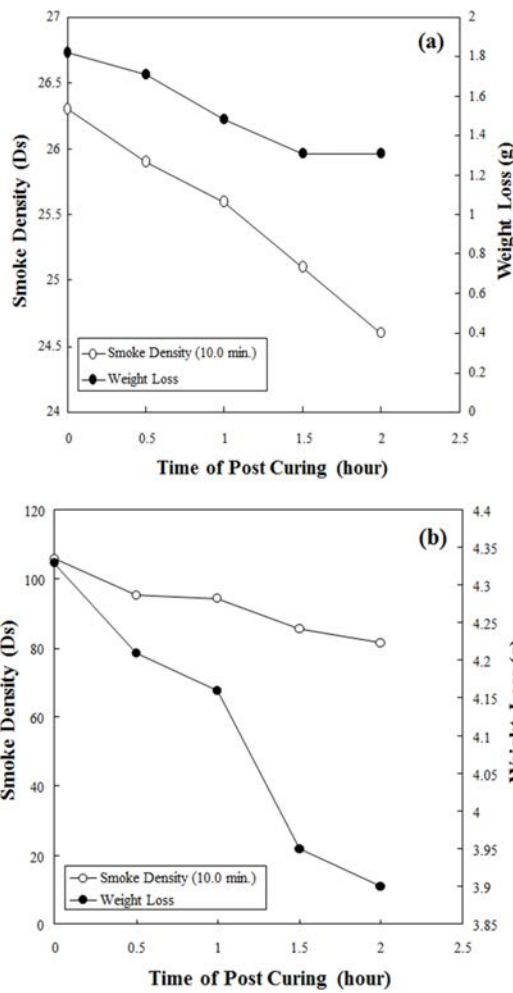 27
26.5
26
25.5
25
24.5
24
Smoke Density (Ds)
(a)
2
1.8
1.6
1.4
1.2
1
0.8
0.6
0.4
0.2
0
Weight Loss (g)
Smoke Density (10.0 min.)
Weight Loss
0 0.5 1 1.5 2 2.5
Time of Post Curing (hour)
120
100
80
60
40
20
0
Smoke Density (Ds)
(b)
4.4
4.35
4.3
4.25
4.2
4.15
4.1
4.05
4
3.95
3.9
3.85
Smoke Density (10.0 min.)
Weight Loss
0 0.5 1 1.5 2 2.5
Time of Post Curing (hour)